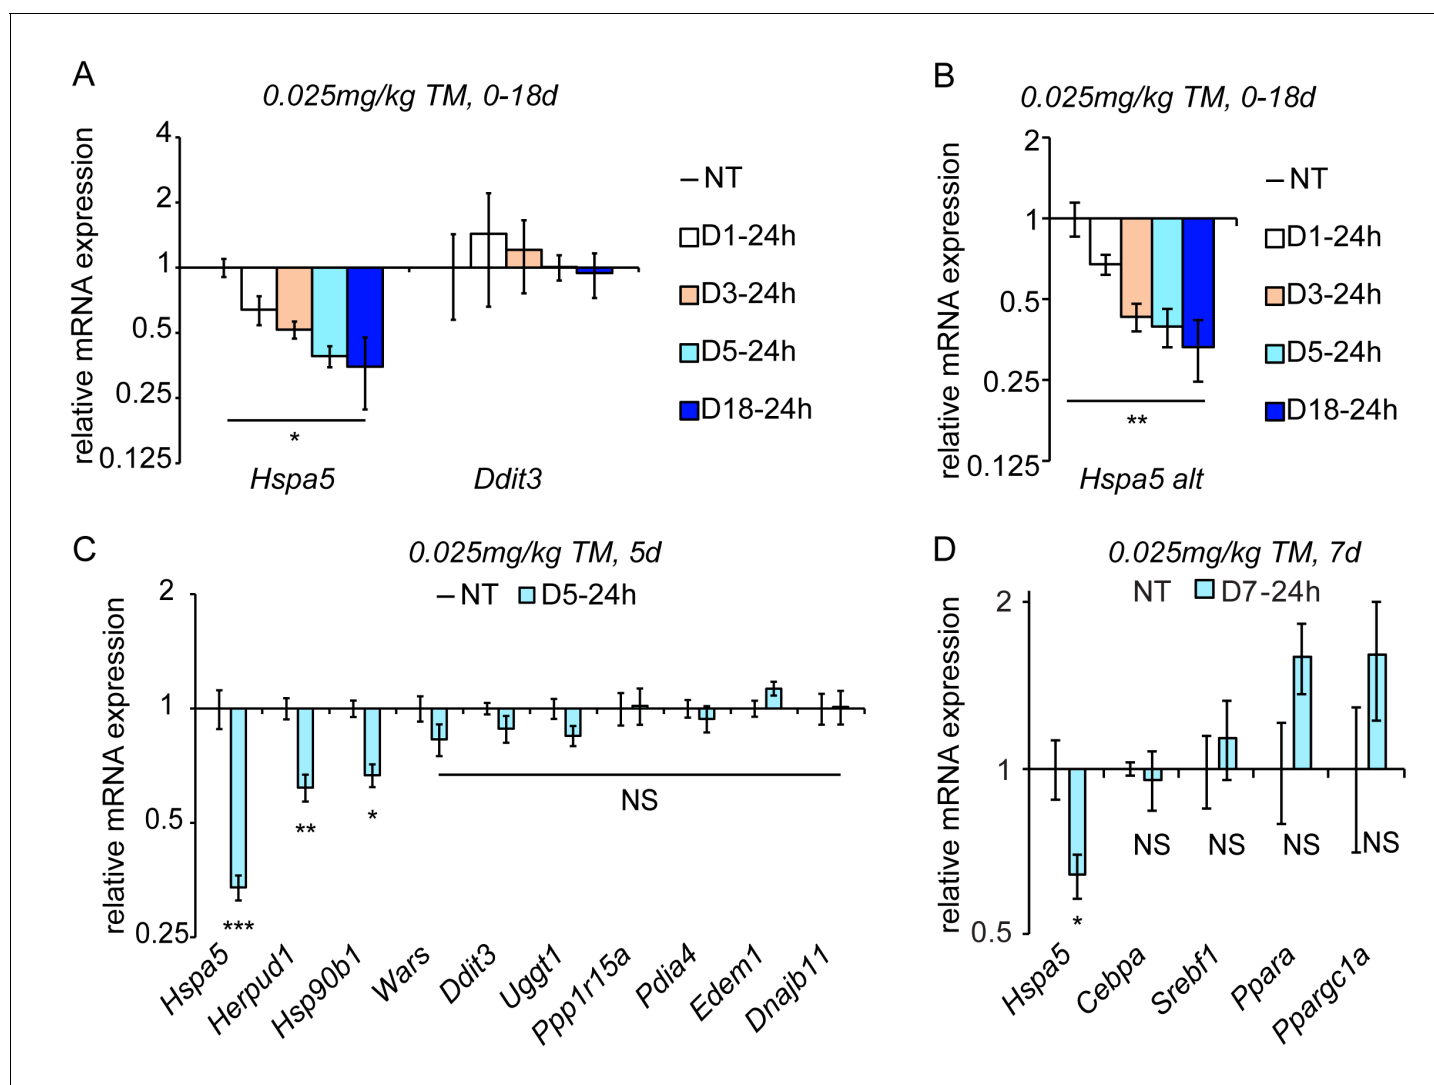 A
0.025mg/kg TM, 0-18d
relative mRNA expression
4
2
1
0.5
0.25
0.125
*
Hspa5
Ddit3
NT
D1-24h
D3-24h
D5-24h
D18-24h
B
0.025mg/kg TM, 0-18d
relative mRNA expression
2
1
0.5
0.25
0.125
**
Hspa5 alt
NT
D1-24h
D3-24h
D5-24h
D18-24h
C
0.025mg/kg TM, 5d
NT D5-24h
relative mRNA expression
2
1
0.5
0.25
***
**
*
NS
Hspa5
Herpud1
Hsp90b1
Wars
Ddit3
Uggt1
Ppp1r15a
Pdia4
Edem1
Dnajb11
D
0.025mg/kg TM, 7d
NT D7-24h
relative mRNA expression
2
1
0.5
*
NS
NS
NS
NS
Hspa5
Cebpa
Srebf1
Ppara
Ppargc1a